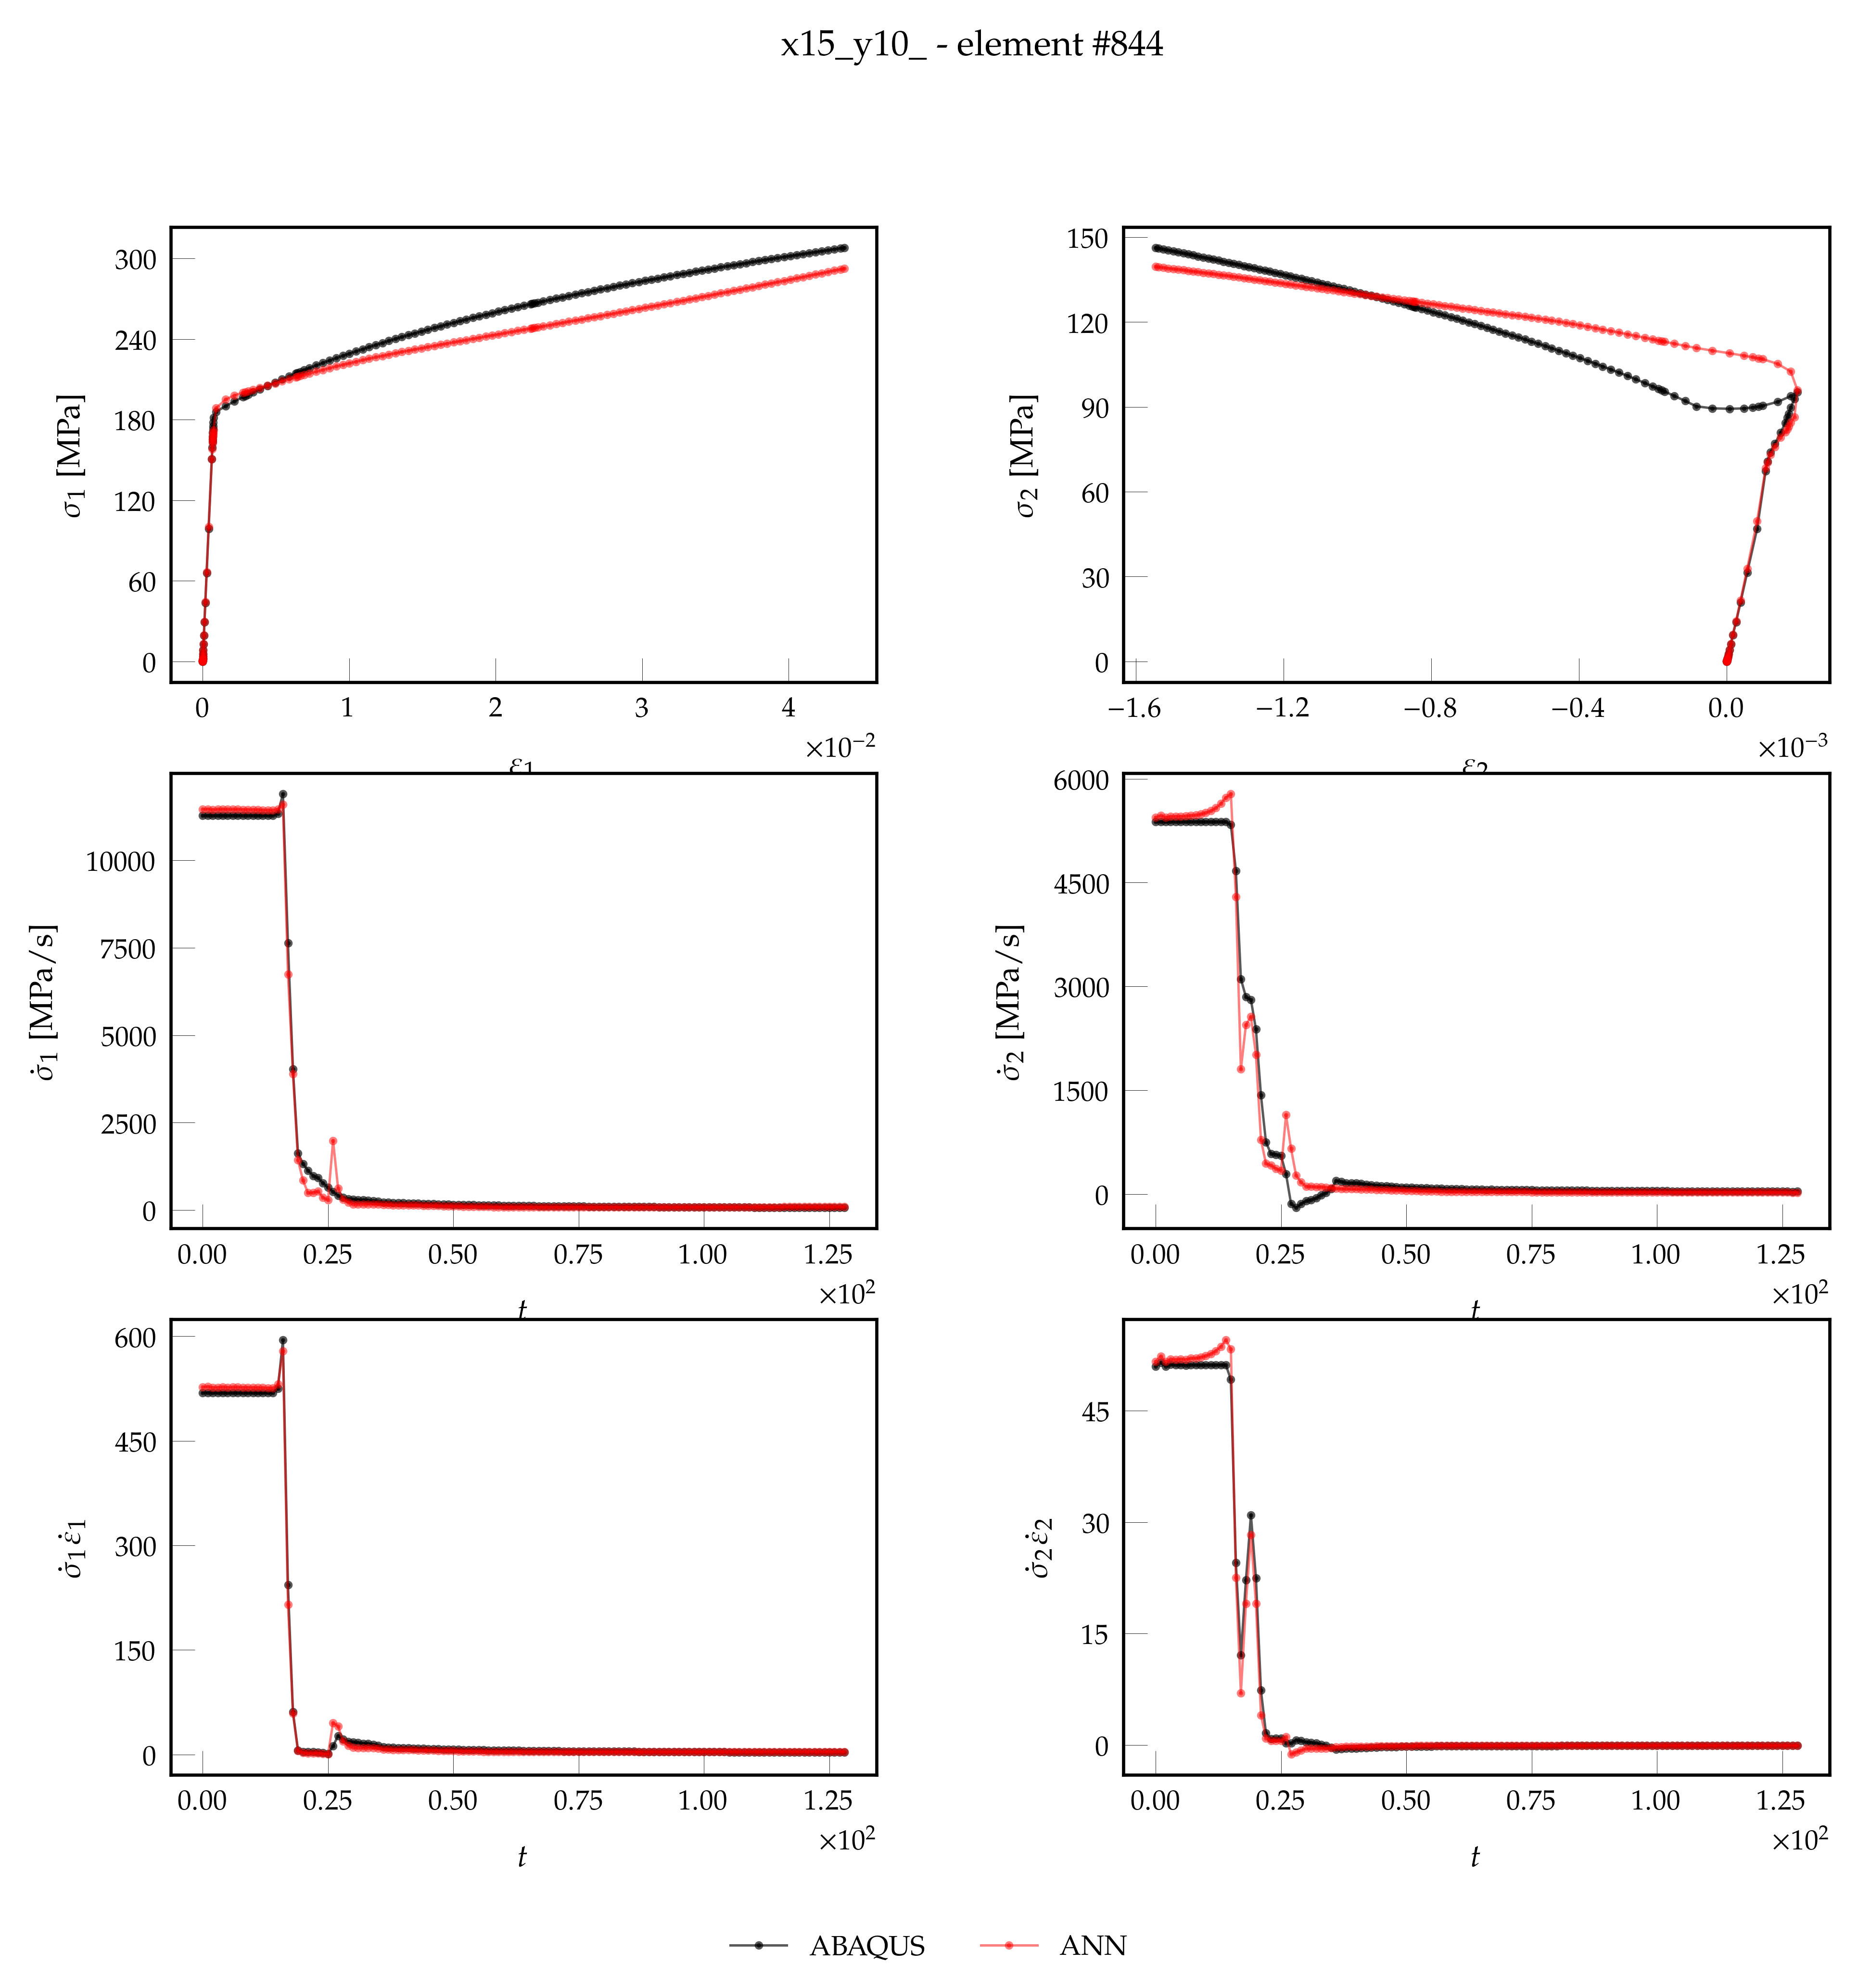 x15_y10_ - element #844
σ1 [MPa]
300
240
180
120
60
0
0 1 2 3 4
×10−2
ε1
σ2 [MPa]
150
120
90
60
30
0
−1.6 −1.2 −0.8 −0.4 0.0
×10−3
ε2
σ̇1 [MPa/s]
10000
7500
5000
2500
0
0.00 0.25 0.50 0.75 1.00 1.25
×102
t
σ̇2 [MPa/s]
6000
4500
3000
1500
0
0.00 0.25 0.50 0.75 1.00 1.25
×102
t
σ̇1ε̇1
600
450
300
150
0
0.00 0.25 0.50 0.75 1.00 1.25
×102
t
σ̇2ε̇2
45
30
15
0
0.00 0.25 0.50 0.75 1.00 1.25
×102
t
ABAQUS ANN